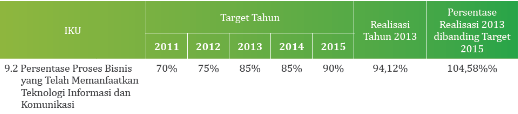 IKU
Target Tahun
2011 2012 2013 2014 2015
Realisasi
Tahun 2013
Persentase
Realisasi 2013
dibanding Target
2015
9.2 Persentase Proses Bisnis 70% 75% 85% 85% 90% 94,12% 104,58%%
yang Telah Memanfaatkan
Teknologi Informasi dan
Komunikasi